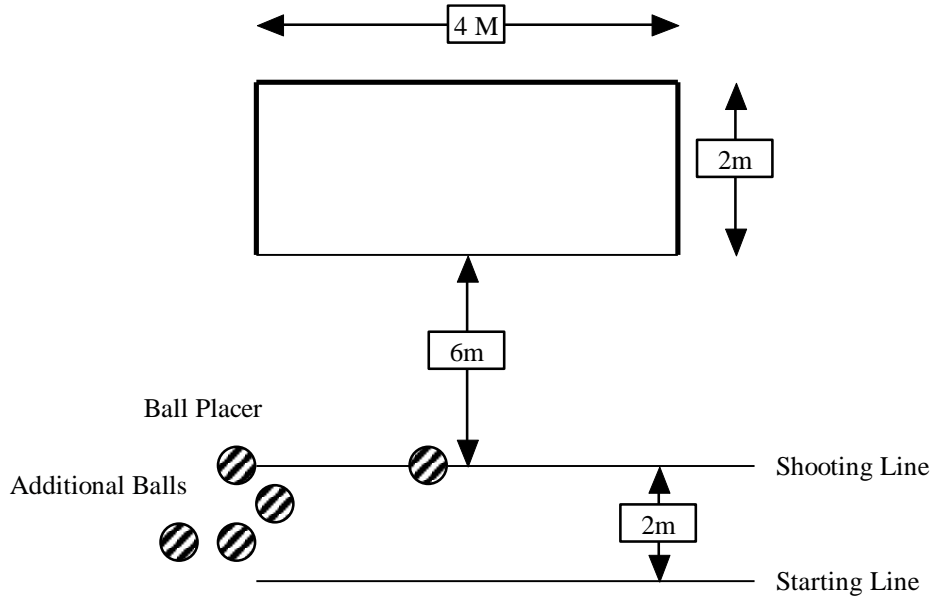 4 M
2m
6m
Ball Placer
Additional Balls
Shooting Line
2m
Starting Line